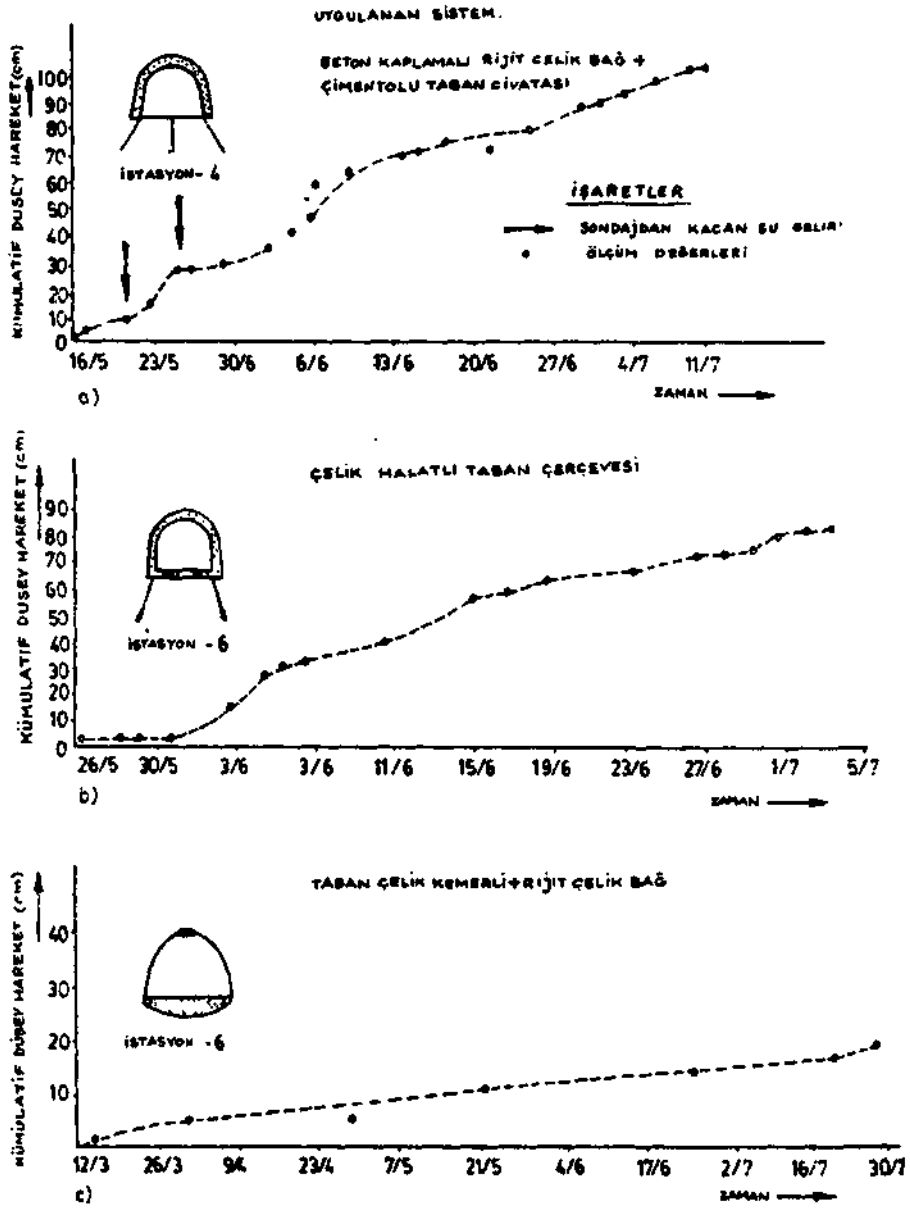 UYGULANAN SİSTEM.
BETON KAPLAMALI RİJİT ÇELİK BAĞ +
ÇİMENTOLU TABAN CİVATASI
KÜMÜLATİF DUSEY HAREKET (cm)
100
90
80
70
60
50
40
30
20
10
0
İSTASYON-4
İŞARETLER
SONDAJDAN KAÇAN SU GELİRİ
ÖLÇÜM DEĞERLERİ
16/5 23/5 30/6 6/6 13/6 20/6 27/6 4/7 11/7
a)
ZAMAN
ÇELİK HALATLI TABAN ÇERÇEVESİ
KÜMÜLATİF DUSEY HAREKET (cm)
90
80
70
60
50
40
30
20
10
0
İSTASYON - 6
26/5 30/5 3/6 3/6 11/6 15/6 19/6 23/6 27/6 1/7 5/7
b)
ZAMAN
TABAN ÇELİK KEMERLİ+RIJIT ÇELİK BAĞ
KÜMÜLATİF DÜŞEY HAREKET (cm)
40
30
20
10
İSTASYON -6
12/3 26/3 9/4 23/4 7/5 21/5 4/6 17/6 2/7 16/7 30/7
c)
ZAMAN